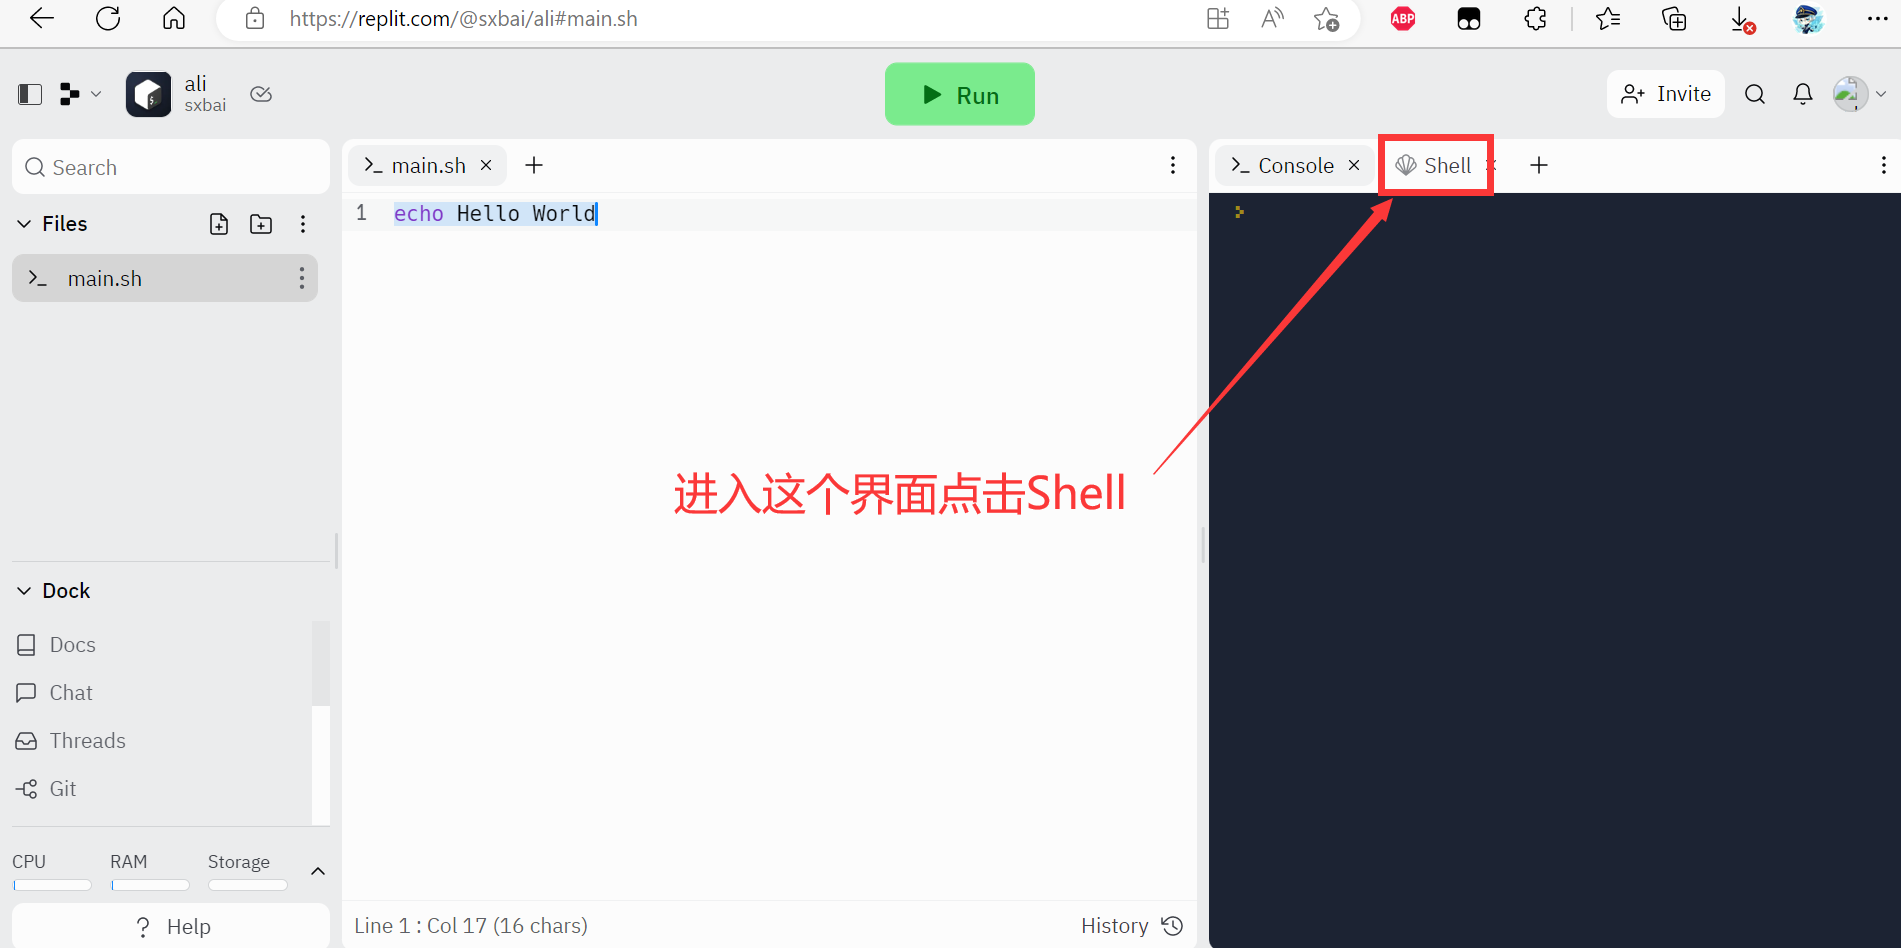 https://replit.com/@sxbai/ali#main.sh
ABP
ali
sxbai
Run
Invite
Search
Files
main.sh
Dock
Docs
Chat
Threads
Git
CPU
RAM
Storage
? Help
main.sh
1 echo Hello World
进入这个界面点击Shell
Line 1 : Col 17 (16 chars)
History
Console
Shell